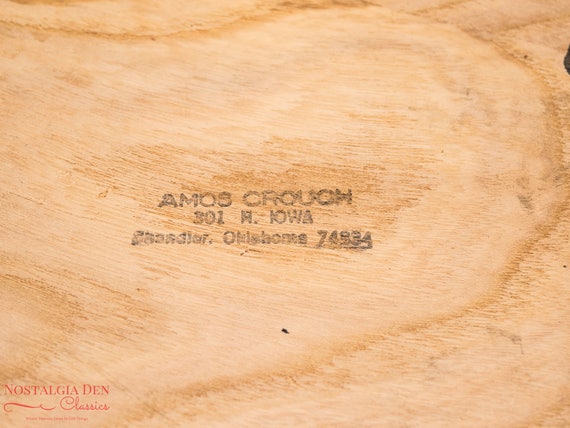 AMOS CROUCH
301 N. IOWA
Chandler, Oklahoma 74834
NOSTALGIA DEN
Classics